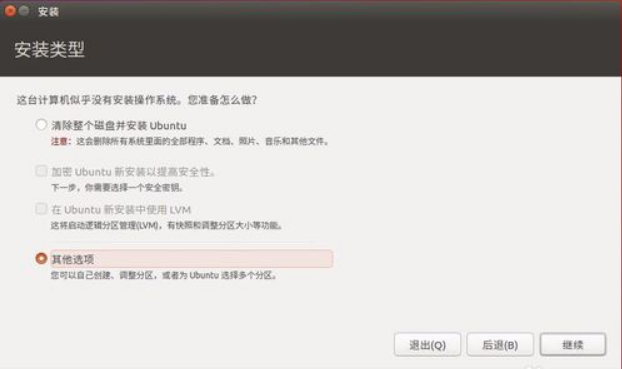 安装
安装类型
这台计算机似乎没有安装操作系统。您准备怎么做?
清除整个磁盘并安装 Ubuntu
注意：这会删除所有系统里面的全部程序、文档、照片、音乐和其他文件。
加密 Ubuntu 新安装以提高安全性。
下一步，你需要选择一个安全密钥。
在 Ubuntu 新安装中使用 LVM
这将启动逻辑分区管理(LVM)，有快照和调整分区大小等功能。
其他选项
您可以自己创建、调整分区，或者为 Ubuntu 选择多个分区。
退出(Q)
后退(B)
继续